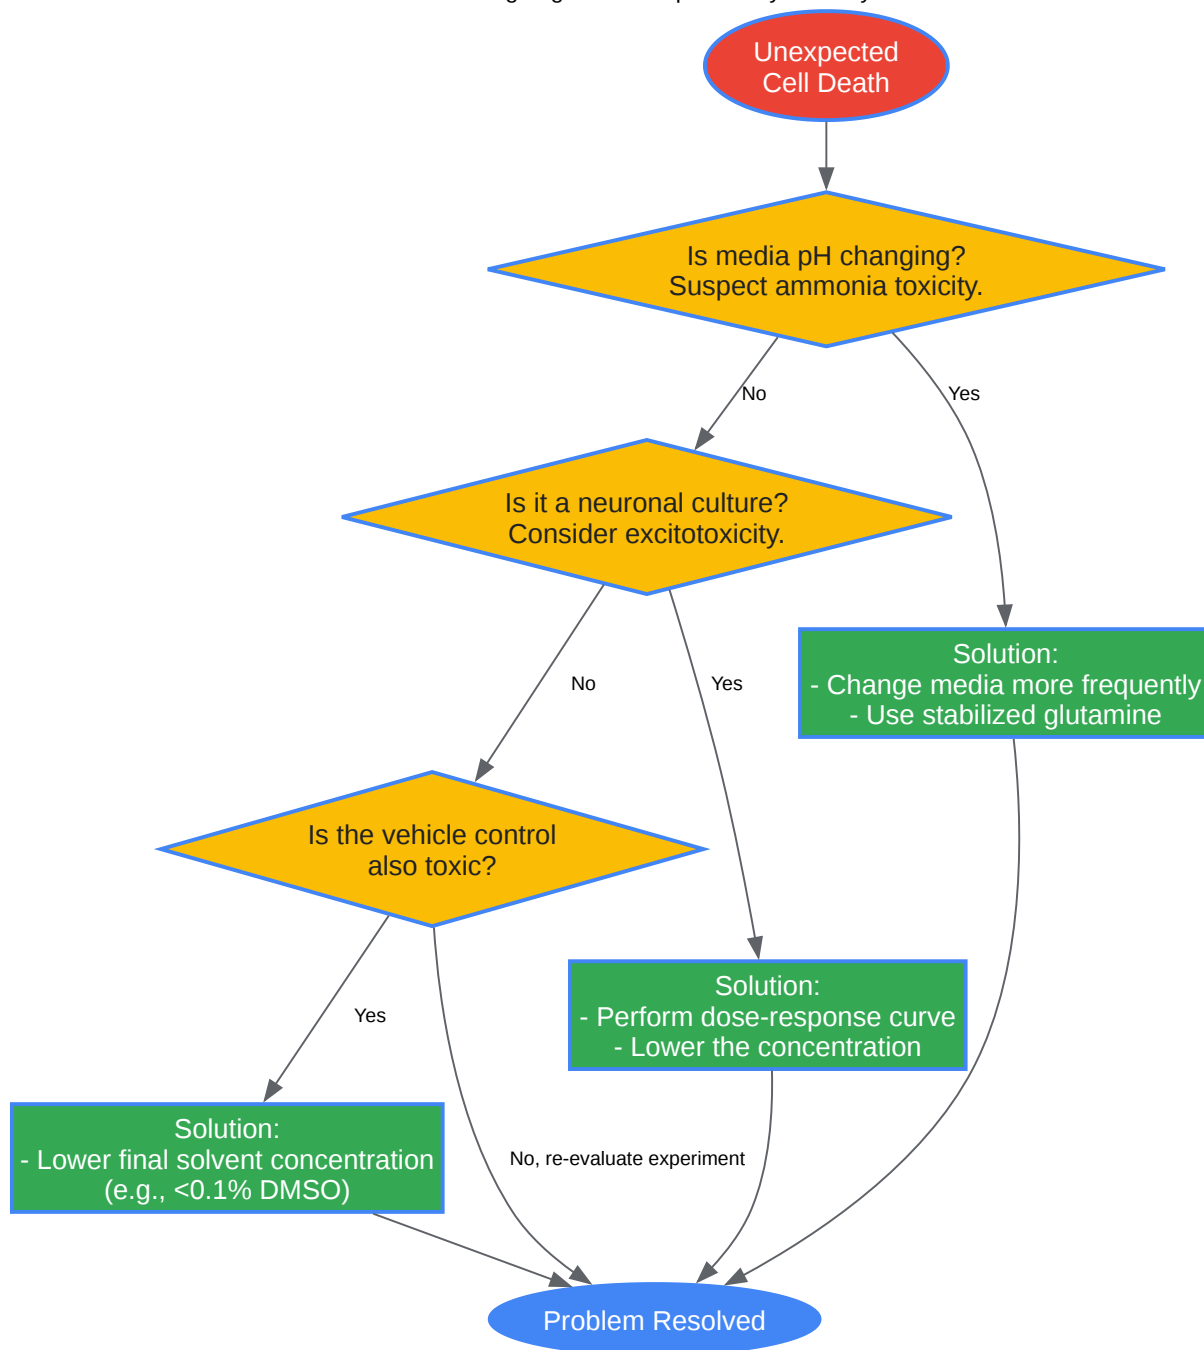 Unexpected
Cell Death
Is media pH changing?
Suspect ammonia toxicity.
No
Yes
Is it a neuronal culture?
Consider excitotoxicity.
No
Yes
Solution:
- Change media more frequently
- Use stabilized glutamine
Is the vehicle control
also toxic?
Yes
Solution:
- Perform dose-response curve
- Lower the concentration
Solution:
- Lower final solvent concentration
(e.g., <0.1% DMSO)
No, re-evaluate experiment
Problem Resolved